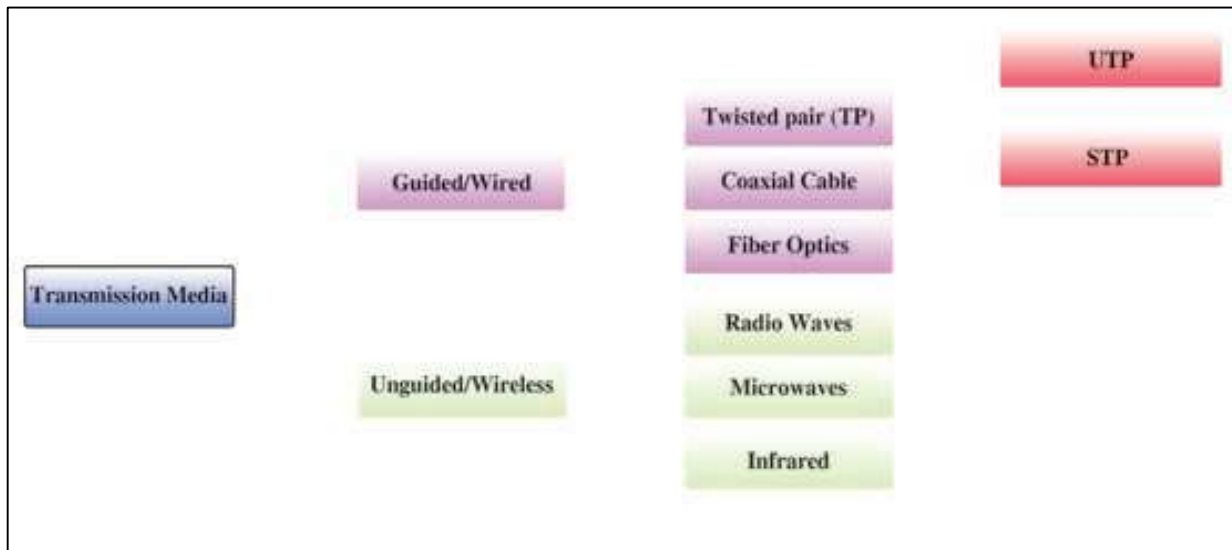 UTP
Twisted pair (TP)
STP
Guided/Wired
Coaxial Cable
Fiber Optics
Transmission Media
Radio Waves
Unguided/Wireless
Microwaves
Infrared